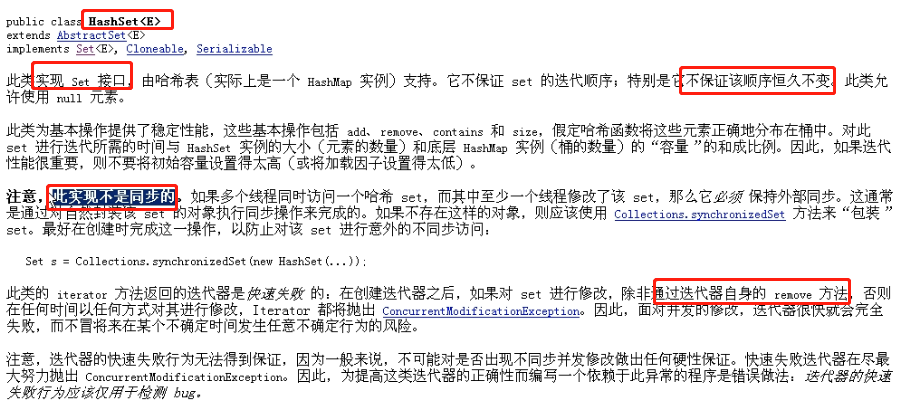 public class HashSet<E>
extends AbstractSet<E>
implements Set<E>, Cloneable, Serializable
此类实现 Set 接口，由哈希表（实际上是一个 HashMap 实例）支持。它不保证 set 的迭代顺序；特别是它不保证该顺序恒久不变。此类允
许使用 null 元素。
此类为基本操作提供了稳定性能，这些基本操作包括 add、remove、contains 和 size，假定哈希函数将这些元素正确地分布在桶中。对此
set 进行迭代所需的时间与 HashSet 实例的大小（元素的数量）和底层 HashMap 实例（桶的数量）的“容量”的和成比例。因此，如果迭代
性能很重要，则不要将初始容量设置得太高（或将加载因子设置得太低）。
注意，此实现不是同步的。如果多个线程同时访问一个哈希 set，而其中至少一个线程修改了该 set，那么它必须 保持外部同步。这通常
是通过对自然封装该 set 的对象执行同步操作来完成的。如果不存在这样的对象，则应该使用 Collections.synchronizedSet 方法来“包装”
set。最好在创建时完成这一操作，以防止对该 set 进行意外的不同步访问：
Set s = Collections.synchronizedSet(new HashSet(...));
此类的 iterator 方法返回的迭代器是快速失败 的：在创建迭代器之后，如果对 set 进行修改，除非通过迭代器自身的 remove 方法，否则
在任何时间以任何方式对其进行修改，Iterator 都将抛出 ConcurrentModificationException。因此，面对并发的修改，迭代器很快就会完全
失败，而不冒将来在某个不确定时间发生任意不确定行为的风险。
注意，迭代器的快速失败行为无法得到保证，因为一般来说，不可能对是否出现不同步并发修改做出任何硬性保证。快速失败迭代器在尽最
大努力抛出 ConcurrentModificationException。因此，为提高这类迭代器的正确性而编写一个依赖于此异常的程序是错误做法：迭代器的快速
失败行为应该仅用于检测 bug。